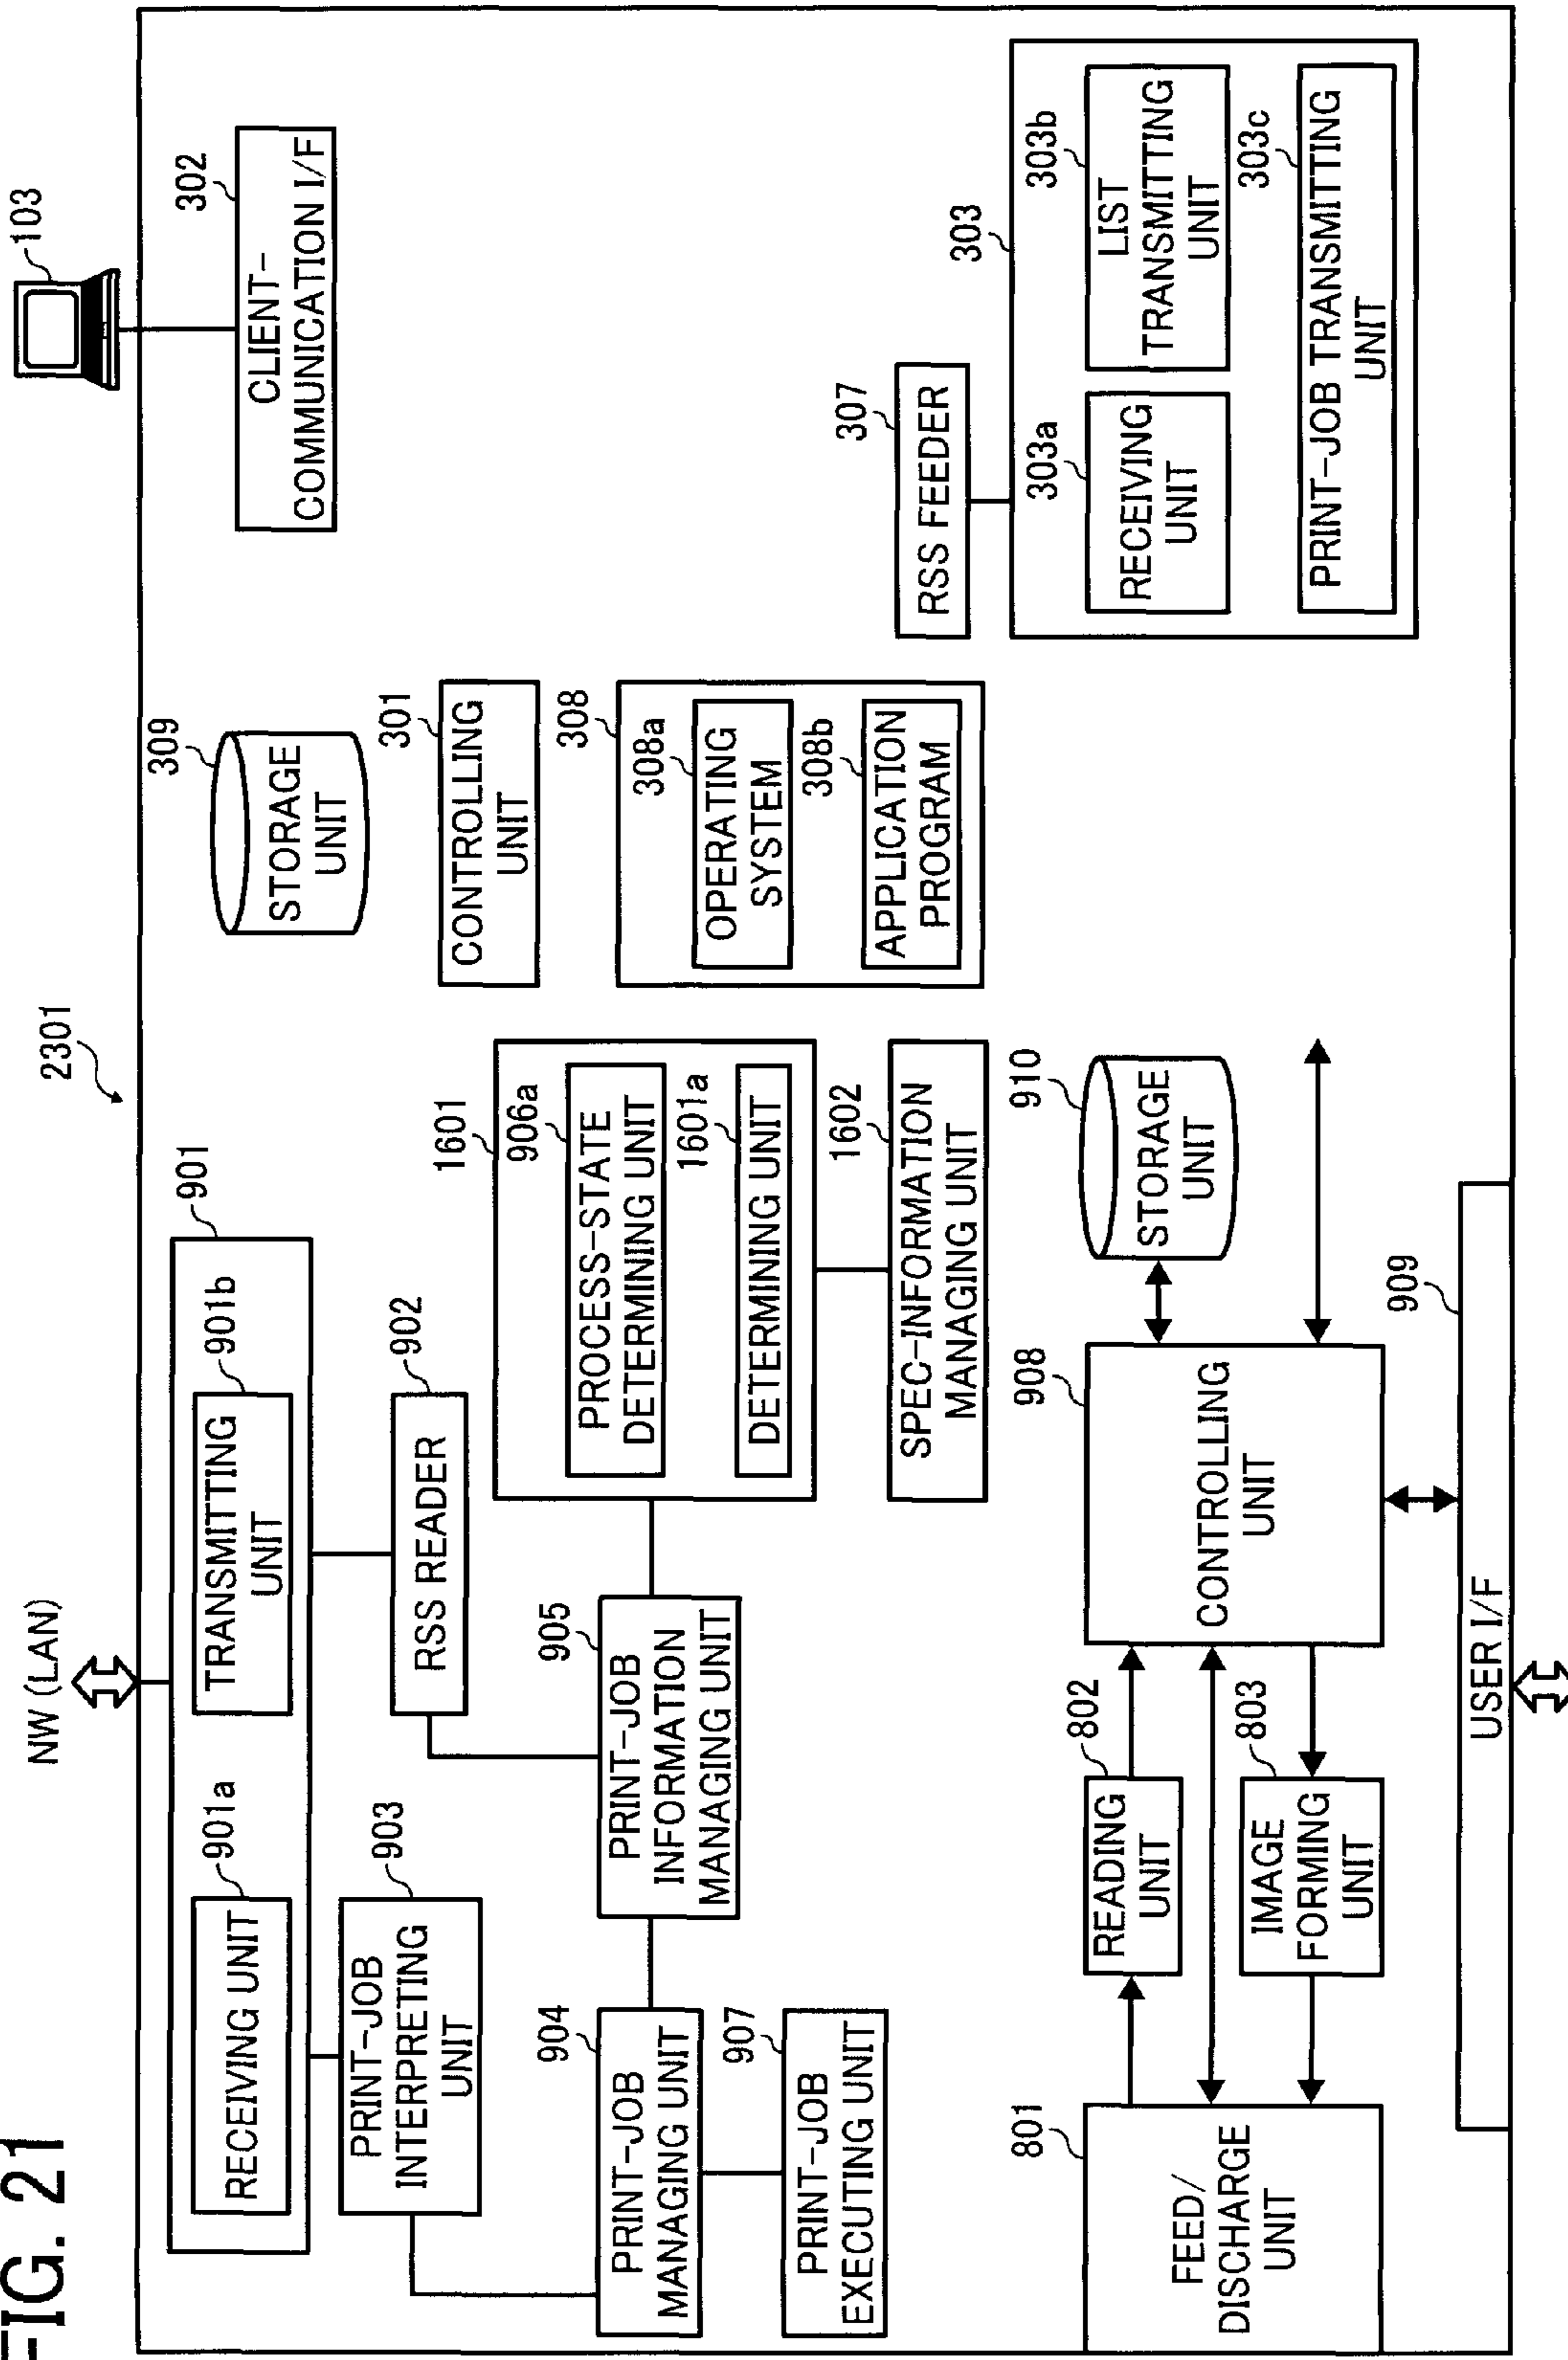 FIG. 21
NW (LAN)
2301
103
901
901a
RECEIVING UNIT
901b
TRANSMITTING
UNIT
309
STORAGE
UNIT
302
CLIENT-
COMMUNICATION I/F
903
PRINT-JOB
INTERPRETING
UNIT
902
RSS READER
301
CONTROLLING
UNIT
904
PRINT-JOB
MANAGING UNIT
905
PRINT-JOB
INFORMATION
MANAGING UNIT
1601
906a
PROCESS-STATE
DETERMINING UNIT
1601a
DETERMINING UNIT
308
308a
OPERATING
SYSTEM
308b
APPLICATION
PROGRAM
907
PRINT-JOB
EXECUTING UNIT
1602
SPEC-INFORMATION
MANAGING UNIT
307
RSS FEEDER
303
303a
RECEIVING
UNIT
303b
LIST
TRANSMITTING
UNIT
303c
PRINT-JOB TRANSMITTING
UNIT
801
FEED/
DISCHARGE
UNIT
802
READING
UNIT
803
IMAGE
FORMING
UNIT
908
CONTROLLING
UNIT
910
STORAGE
UNIT
909
USER I/F